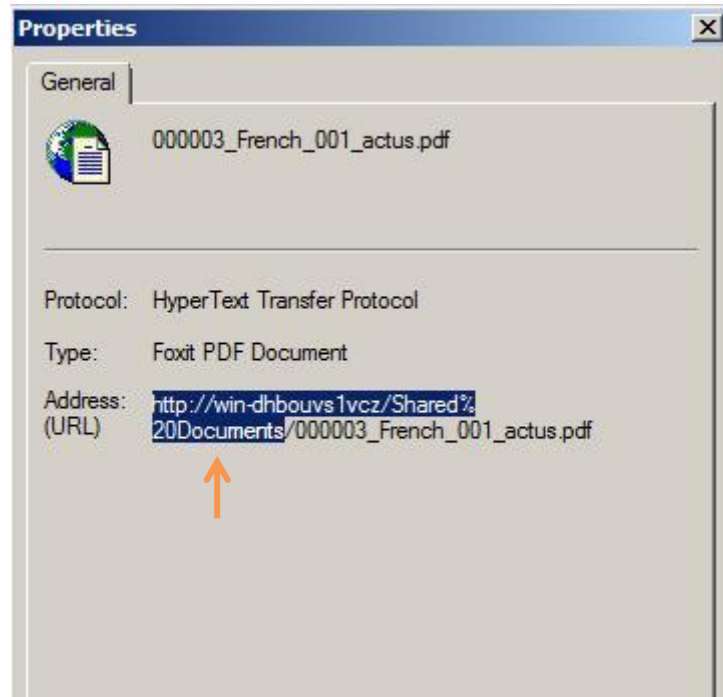 Properties
General
000003_French_001_actus.pdf
Protocol: HyperText Transfer Protocol
Type: Foxit PDF Document
Address: http://win-dhbouvs1vcz/Shared%
(URL) 20Documents/000003_French_001_actus.pdf